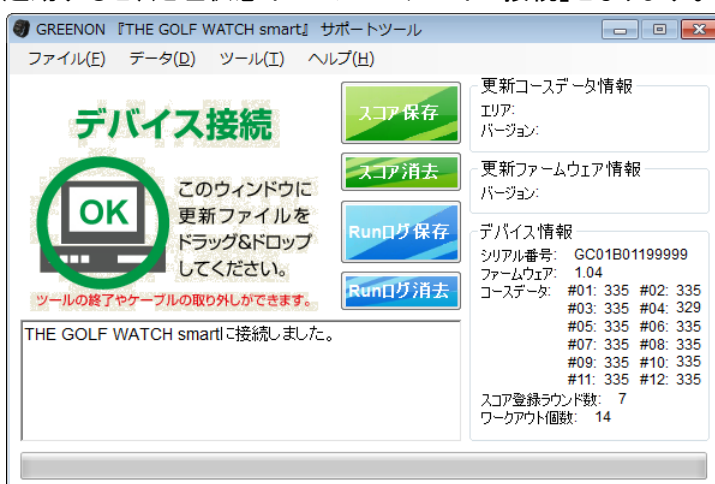 GREENON 『THE GOLF WATCH smart』 サポートツール
ファイル(F) データ(D) ツール(T) ヘルプ(H)
デバイス接続
OK
このウィンドウに
更新ファイルを
ドラッグ&ドロップ
してください。
ツールの終了やケーブルの取り外しができます。
スコア保存
スコア消去
Runログ保存
Runログ消去
THE GOLF WATCH smartに接続しました。
更新コースデータ情報
エリア:
バージョン:
更新ファームウェア情報
バージョン:
デバイス情報
シリアル番号: GC01B01199999
ファームウェア: 1.04
コースデータ: #01: 335 #02: 335
#03: 335 #04: 329
#05: 335 #06: 335
#07: 335 #08: 335
#09: 335 #10: 335
#11: 335 #12: 335
スコア登録ラウンド数: 7
ワークアウト個数: 14